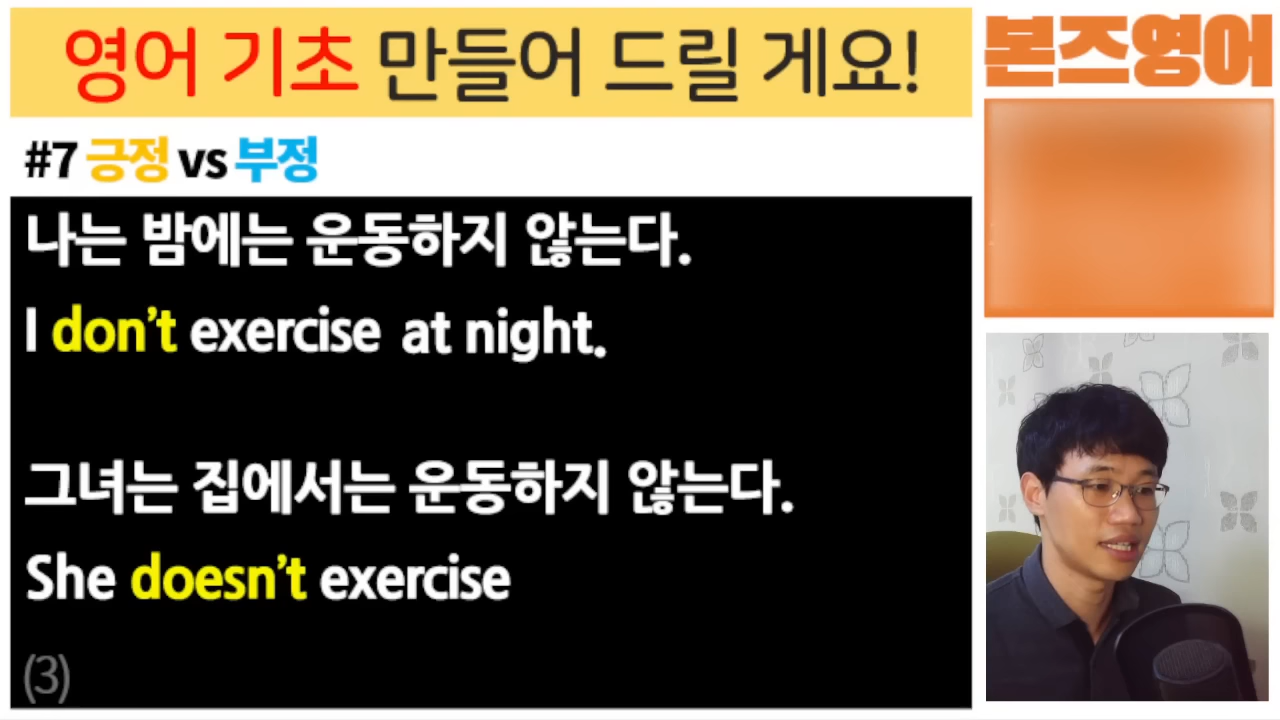 영어 기초 만들어 드릴 게요!
본즈영어
#7 긍정 vs 부정
나는 밤에는 운동하지 않는다.
I don't exercise at night.
그녀는 집에서는 운동하지 않는다.
She doesn't exercise
(3)